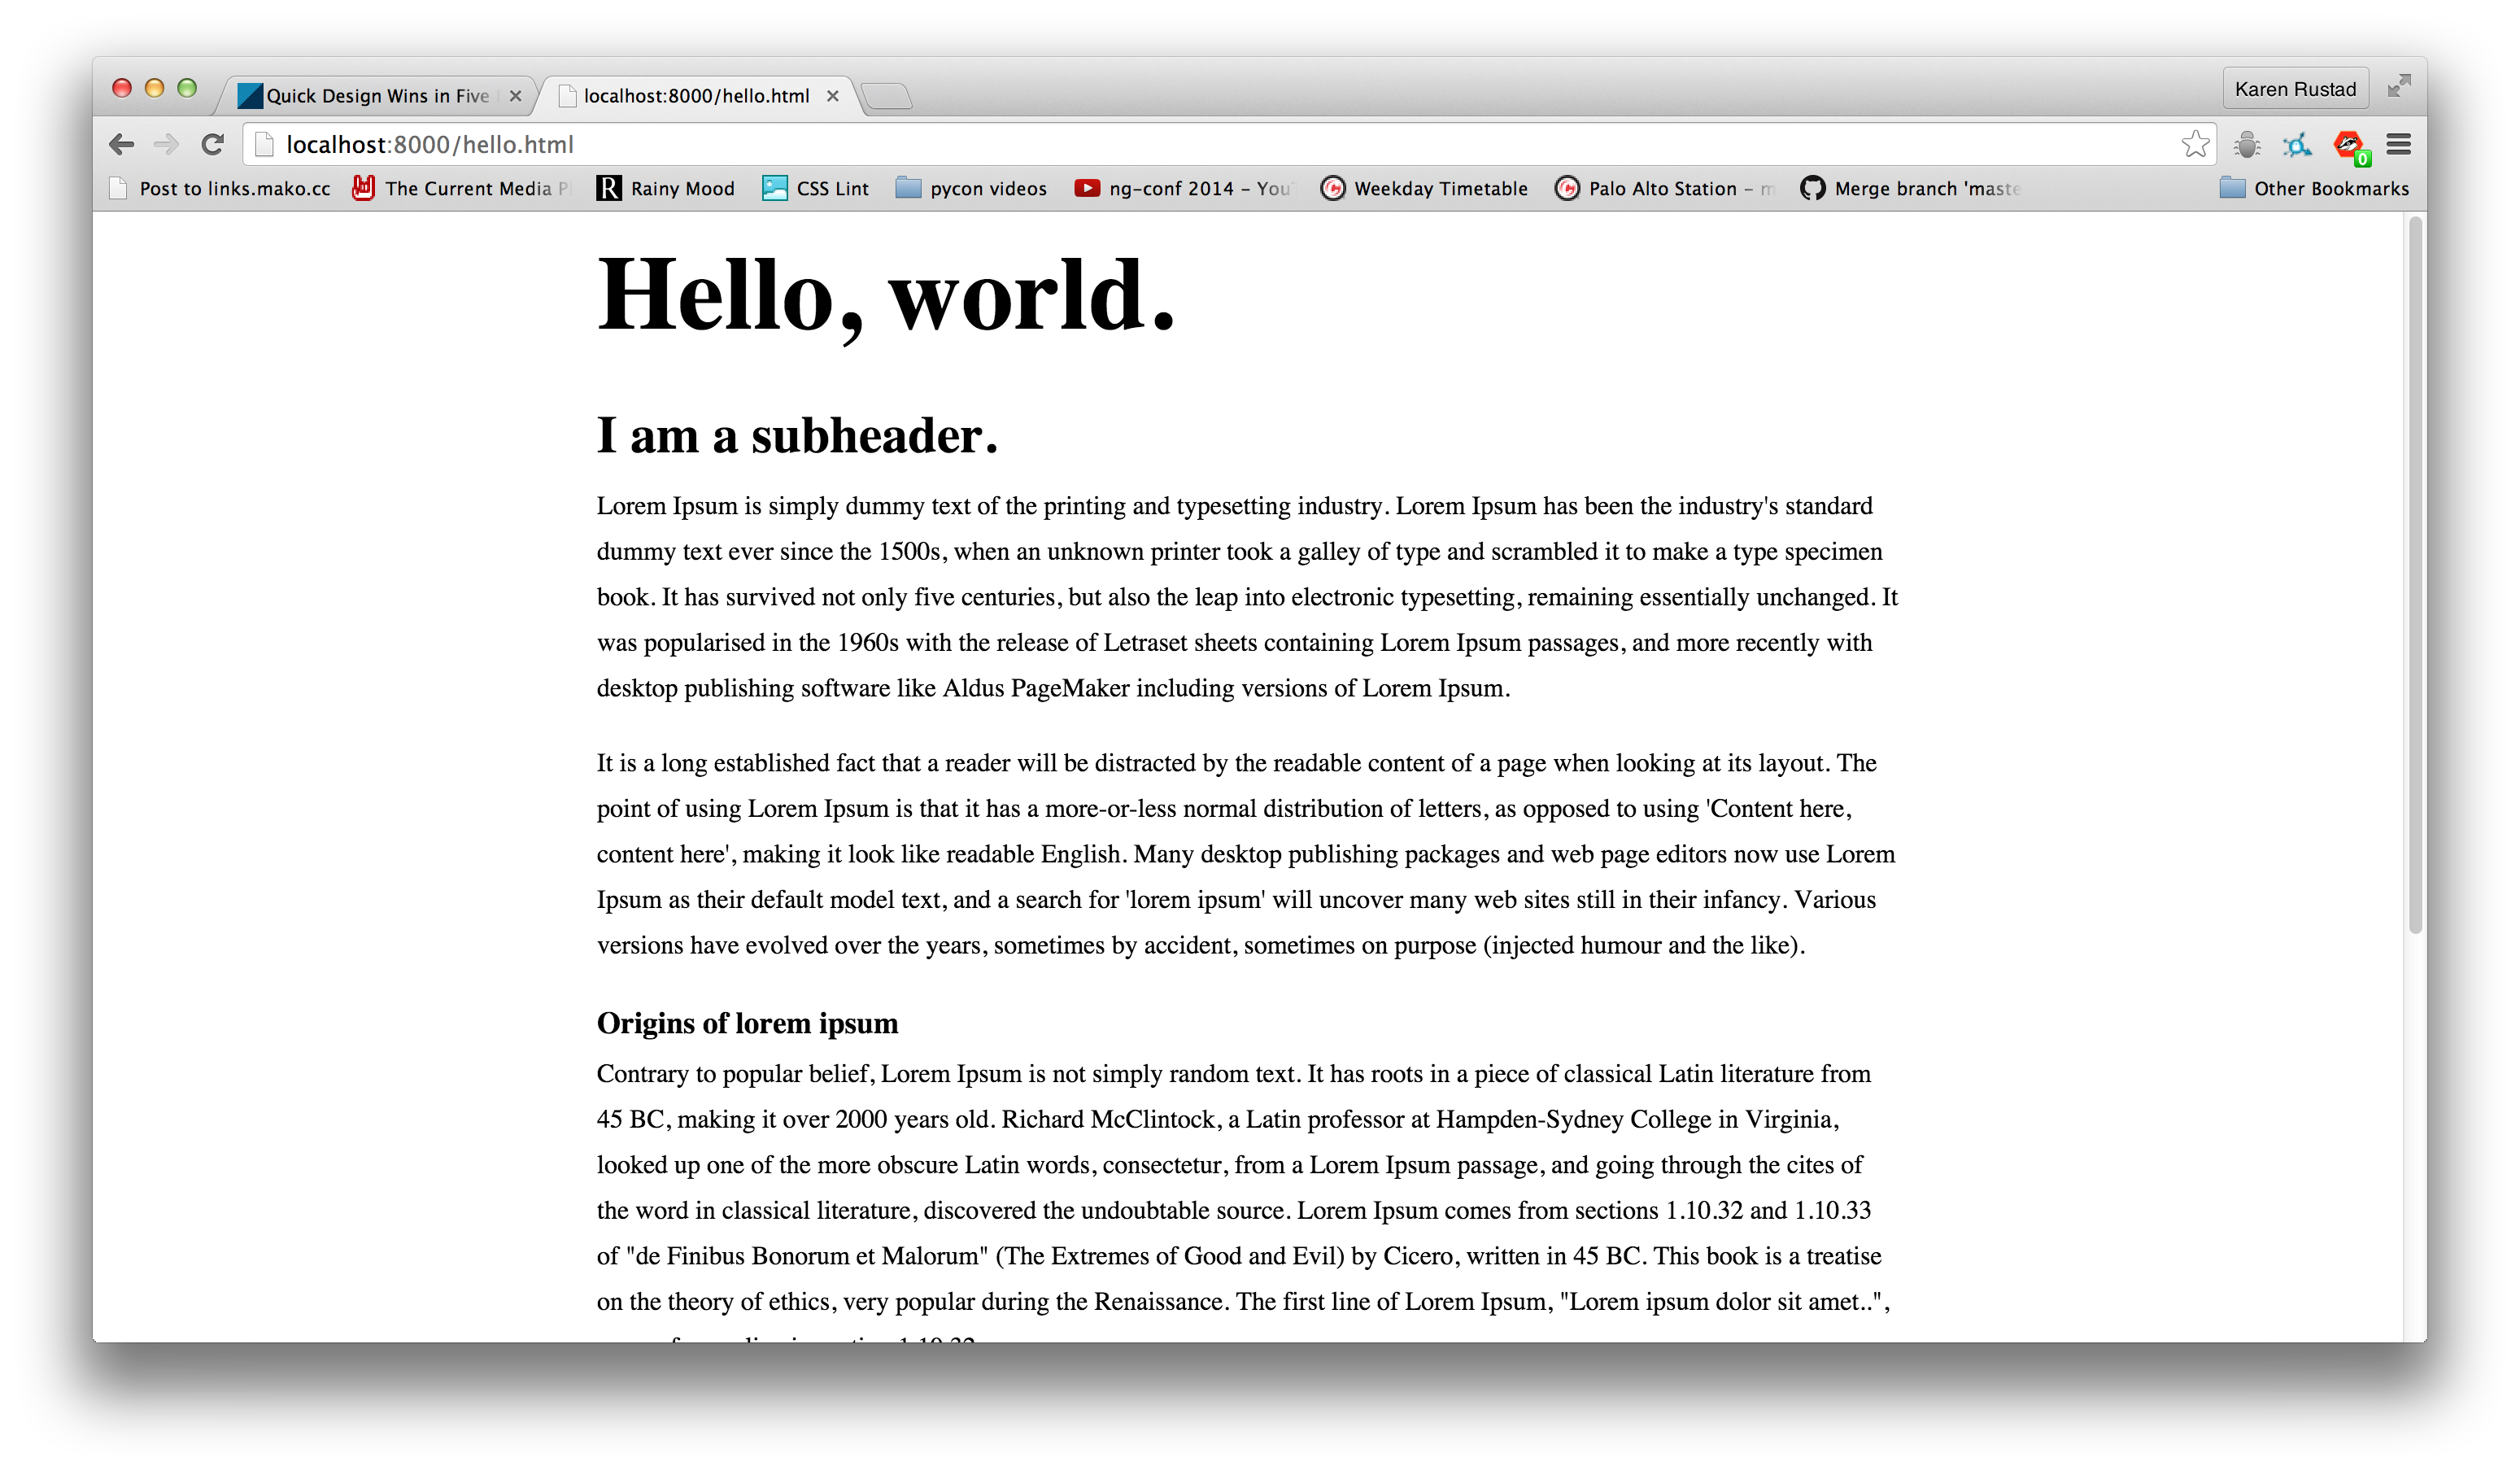 Quick Design Wins in Five
localhost:8000/hello.html
Karen Rustad
localhost:8000/hello.html
0
Post to links.mako.cc
The Current Media
R Rainy Mood
CSS Lint
pycon videos
ng-conf 2014 – You
Weekday Timetable
Palo Alto Station –
Merge branch 'maste
Other Bookmarks
Hello, world.
I am a subheader.
Lorem Ipsum is simply dummy text of the printing and typesetting industry. Lorem Ipsum has been the industry's standard
dummy text ever since the 1500s, when an unknown printer took a galley of type and scrambled it to make a type specimen
book. It has survived not only five centuries, but also the leap into electronic typesetting, remaining essentially unchanged. It
was popularised in the 1960s with the release of Letraset sheets containing Lorem Ipsum passages, and more recently with
desktop publishing software like Aldus PageMaker including versions of Lorem Ipsum.
It is a long established fact that a reader will be distracted by the readable content of a page when looking at its layout. The
point of using Lorem Ipsum is that it has a more-or-less normal distribution of letters, as opposed to using 'Content here,
content here', making it look like readable English. Many desktop publishing packages and web page editors now use Lorem
Ipsum as their default model text, and a search for 'lorem ipsum' will uncover many web sites still in their infancy. Various
versions have evolved over the years, sometimes by accident, sometimes on purpose (injected humour and the like).
Origins of lorem ipsum
Contrary to popular belief, Lorem Ipsum is not simply random text. It has roots in a piece of classical Latin literature from
45 BC, making it over 2000 years old. Richard McClintock, a Latin professor at Hampden-Sydney College in Virginia,
looked up one of the more obscure Latin words, consectetur, from a Lorem Ipsum passage, and going through the cites of
the word in classical literature, discovered the undoubtable source. Lorem Ipsum comes from sections 1.10.32 and 1.10.33
of "de Finibus Bonorum et Malorum" (The Extremes of Good and Evil) by Cicero, written in 45 BC. This book is a treatise
on the theory of ethics, very popular during the Renaissance. The first line of Lorem Ipsum, "Lorem ipsum dolor sit amet..",